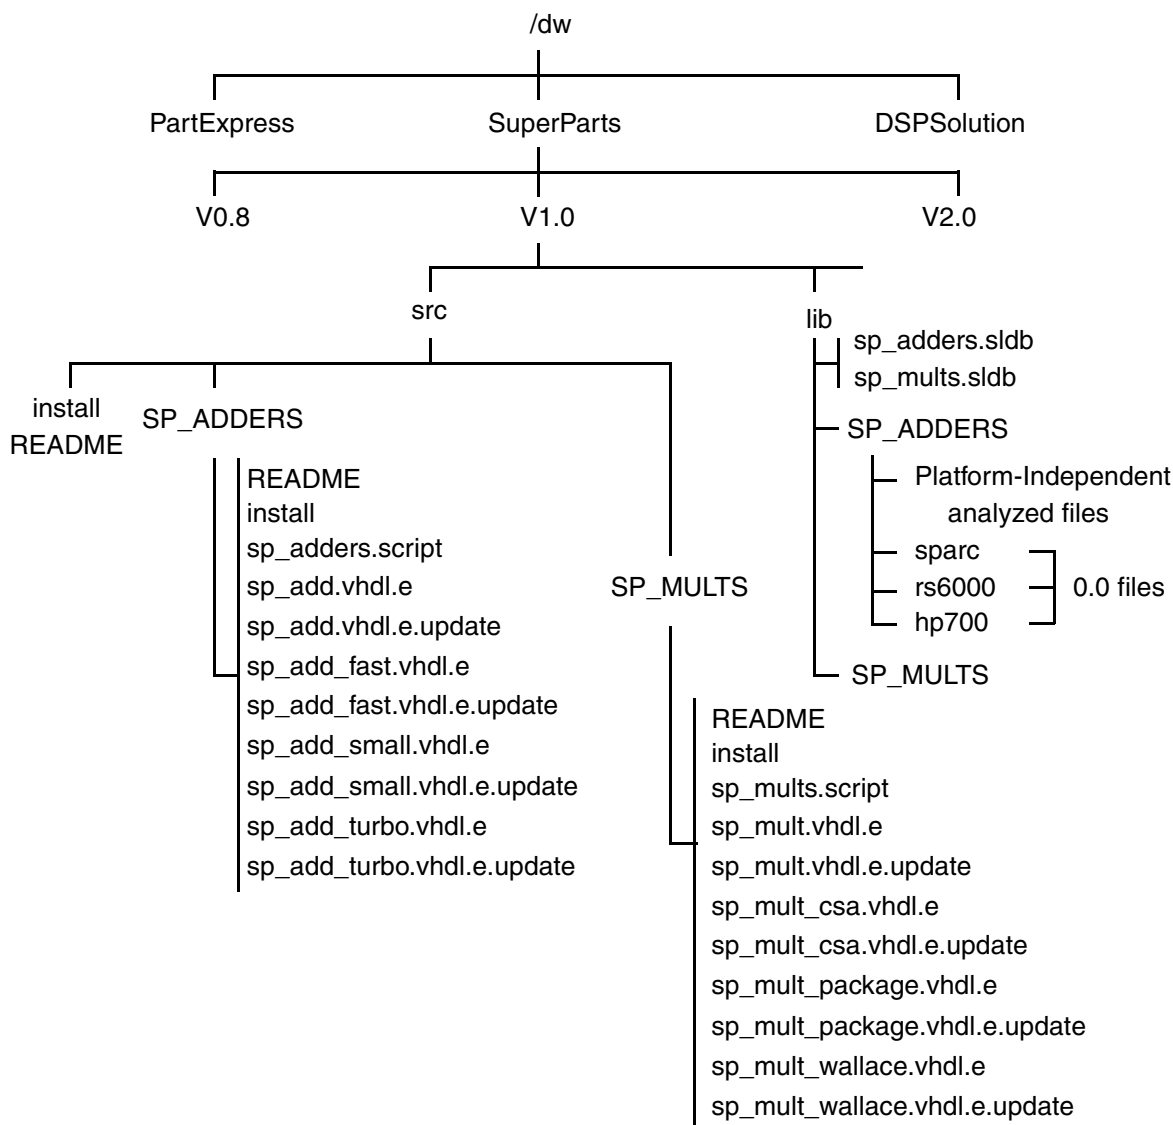 /dw
PartExpress
SuperParts
DSPSolution
V0.8
V1.0
V2.0
src
lib
sp_adders.sldb
sp_mults.sldb
install
README
SP_ADDERS
README
install
sp_adders.script
sp_add.vhdl.e
sp_add.vhdl.e.update
sp_add_fast.vhdl.e
sp_add_fast.vhdl.e.update
sp_add_small.vhdl.e
sp_add_small.vhdl.e.update
sp_add_turbo.vhdl.e
sp_add_turbo.vhdl.e.update
SP_MULTS
README
install
sp_mults.script
sp_mult.vhdl.e
sp_mult.vhdl.e.update
sp_mult_csa.vhdl.e
sp_mult_csa.vhdl.e.update
sp_mult_package.vhdl.e
sp_mult_package.vhdl.e.update
sp_mult_wallace.vhdl.e
sp_mult_wallace.vhdl.e.update
SP_ADDERS
Platform-Independent
analyzed files
sparc
rs6000
hp700
0.0 files
SP_MULTS